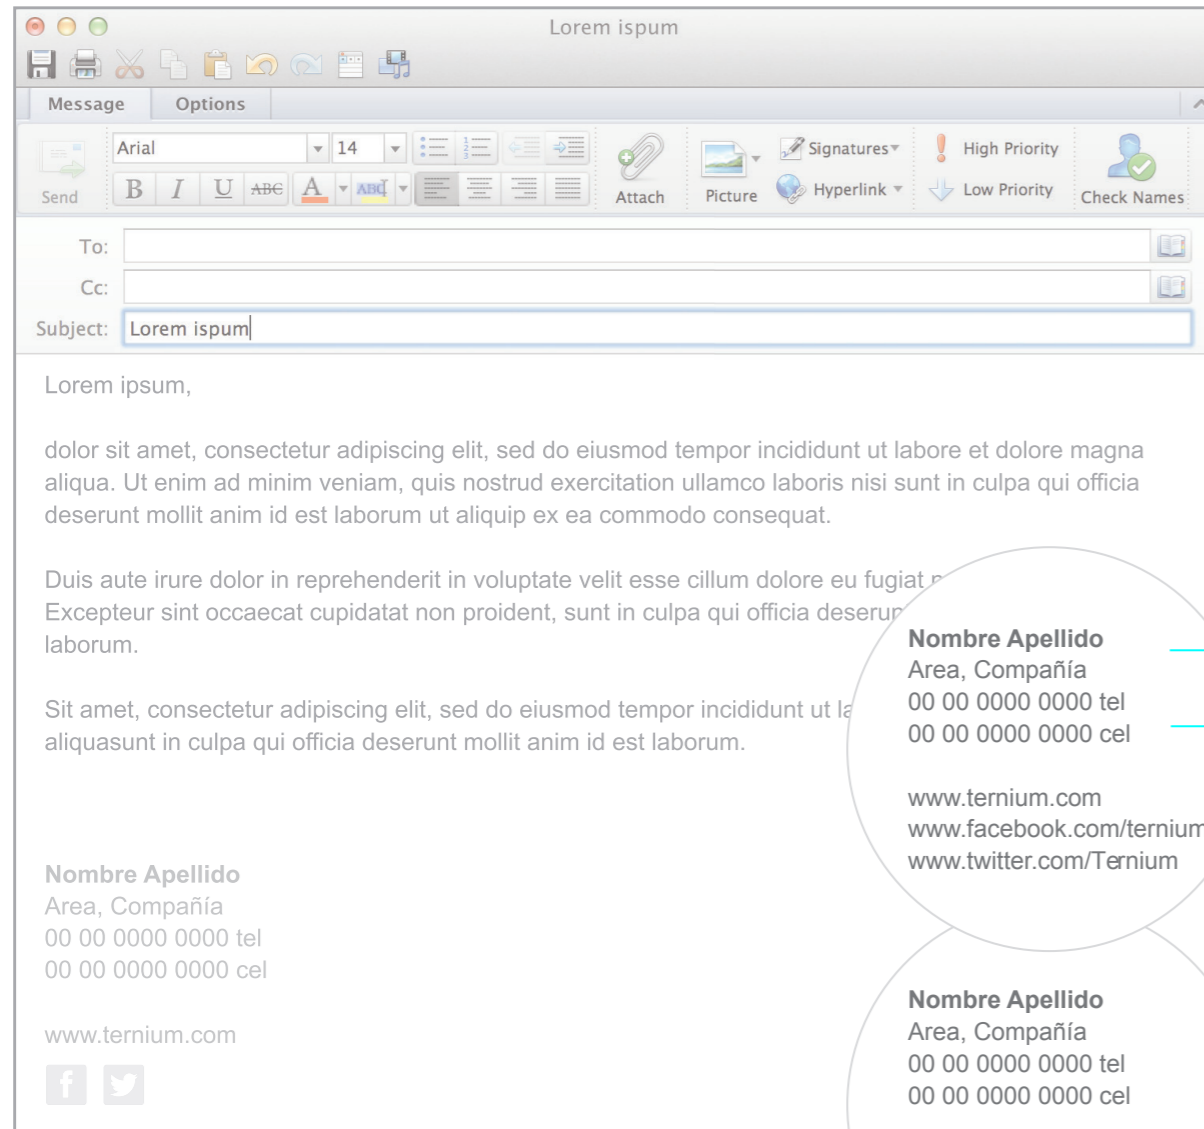 Lorem ispum
Message Options
Arial 14
Send B I U ABC A ABC Attach Picture Signatures Hyperlink High Priority Low Priority Check Names
To:
Cc:
Subject: Lorem ispum
Lorem ipsum,
dolor sit amet, consectetur adipiscing elit, sed do eiusmod tempor incididunt ut labore et dolore magna
aliqua. Ut enim ad minim veniam, quis nostrud exercitation ullamco laboris nisi sunt in culpa qui officia
deserunt mollit anim id est laborum ut aliquip ex ea commodo consequat.
Duis aute irure dolor in reprehenderit in voluptate velit esse cillum dolore eu fugiat
Excepteur sint occaecat cupidatat non proident, sunt in culpa qui officia
laborum.
Sit amet, consectetur adipiscing elit, sed do eiusmod tempor incididunt ut
aliquasunt in culpa qui officia deserunt mollit anim id est laborum.
Nombre Apellido
Area, Compañía
00 00 0000 0000 tel
00 00 0000 0000 cel
www.ternium.com
Nombre Apellido
Area, Compañía
00 00 0000 0000 tel
00 00 0000 0000 cel
www.ternium.com
www.facebook.com/ternium
www.twitter.com/Ternium
Nombre Apellido
Area, Compañía
00 00 0000 0000 tel
00 00 0000 0000 cel